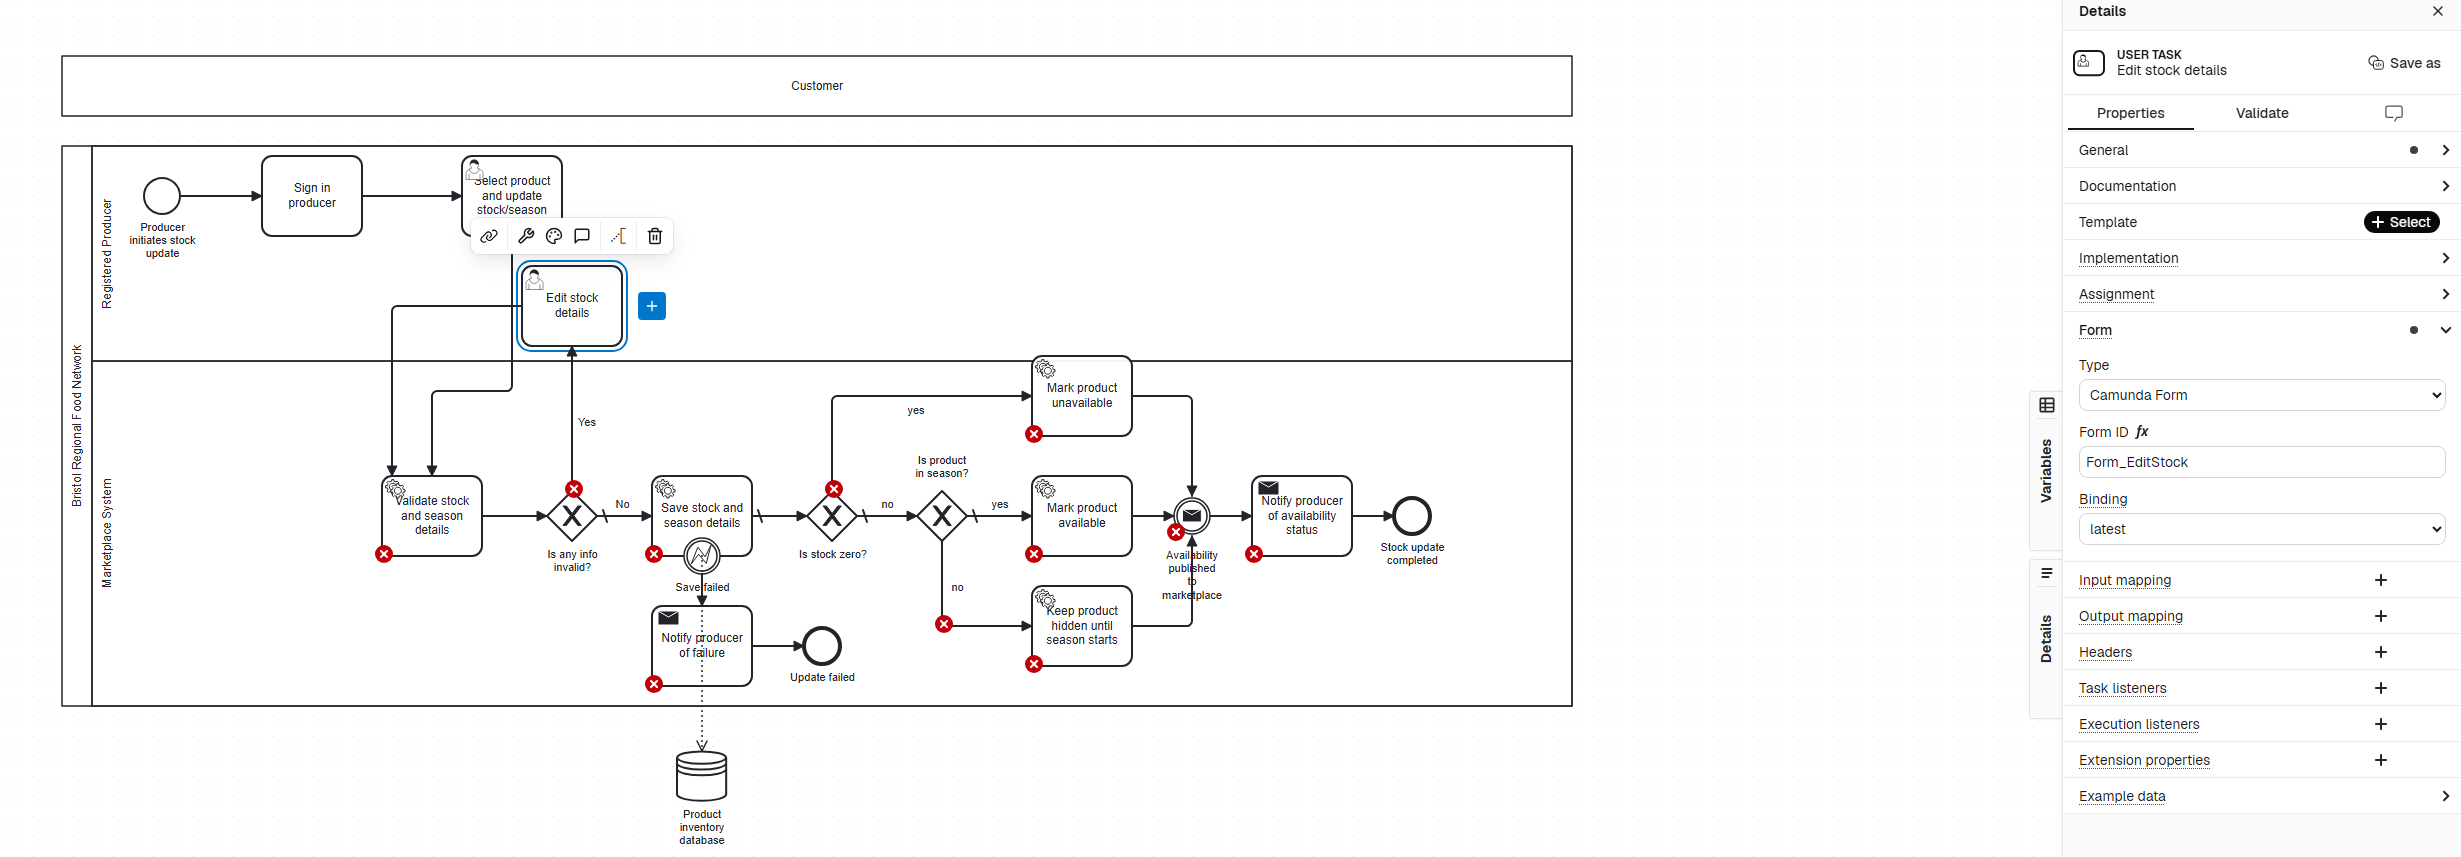 Customer
Bristol Regional Food Network
Registered Producer
Producer
initiates stock
update
Sign in
producer
Select product
and update
stock/season
Edit stock
details
Marketplace System
Validate stock
and season
details
Yes
Is any info
invalid?
No
Save stock and
season details
Save failed
Notify producer
of failure
Update failed
Product
inventory
database
Is stock zero?
yes
no
Is product
in season?
yes
no
Mark product
unavailable
Mark product
available
Keep product
hidden until
season starts
Availability
published
to
marketplace
Notify producer
of availability
status
Stock update
completed
Variables
Details
Details
USER TASK
Edit stock details
Save as
Properties
Validate
General
Documentation
Template
Select
Implementation
Assignment
Form
Type
Camunda Form
Form ID fx
Form_EditStock
Binding
latest
Input mapping
Output mapping
Headers
Task listeners
Execution listeners
Extension properties
Example data